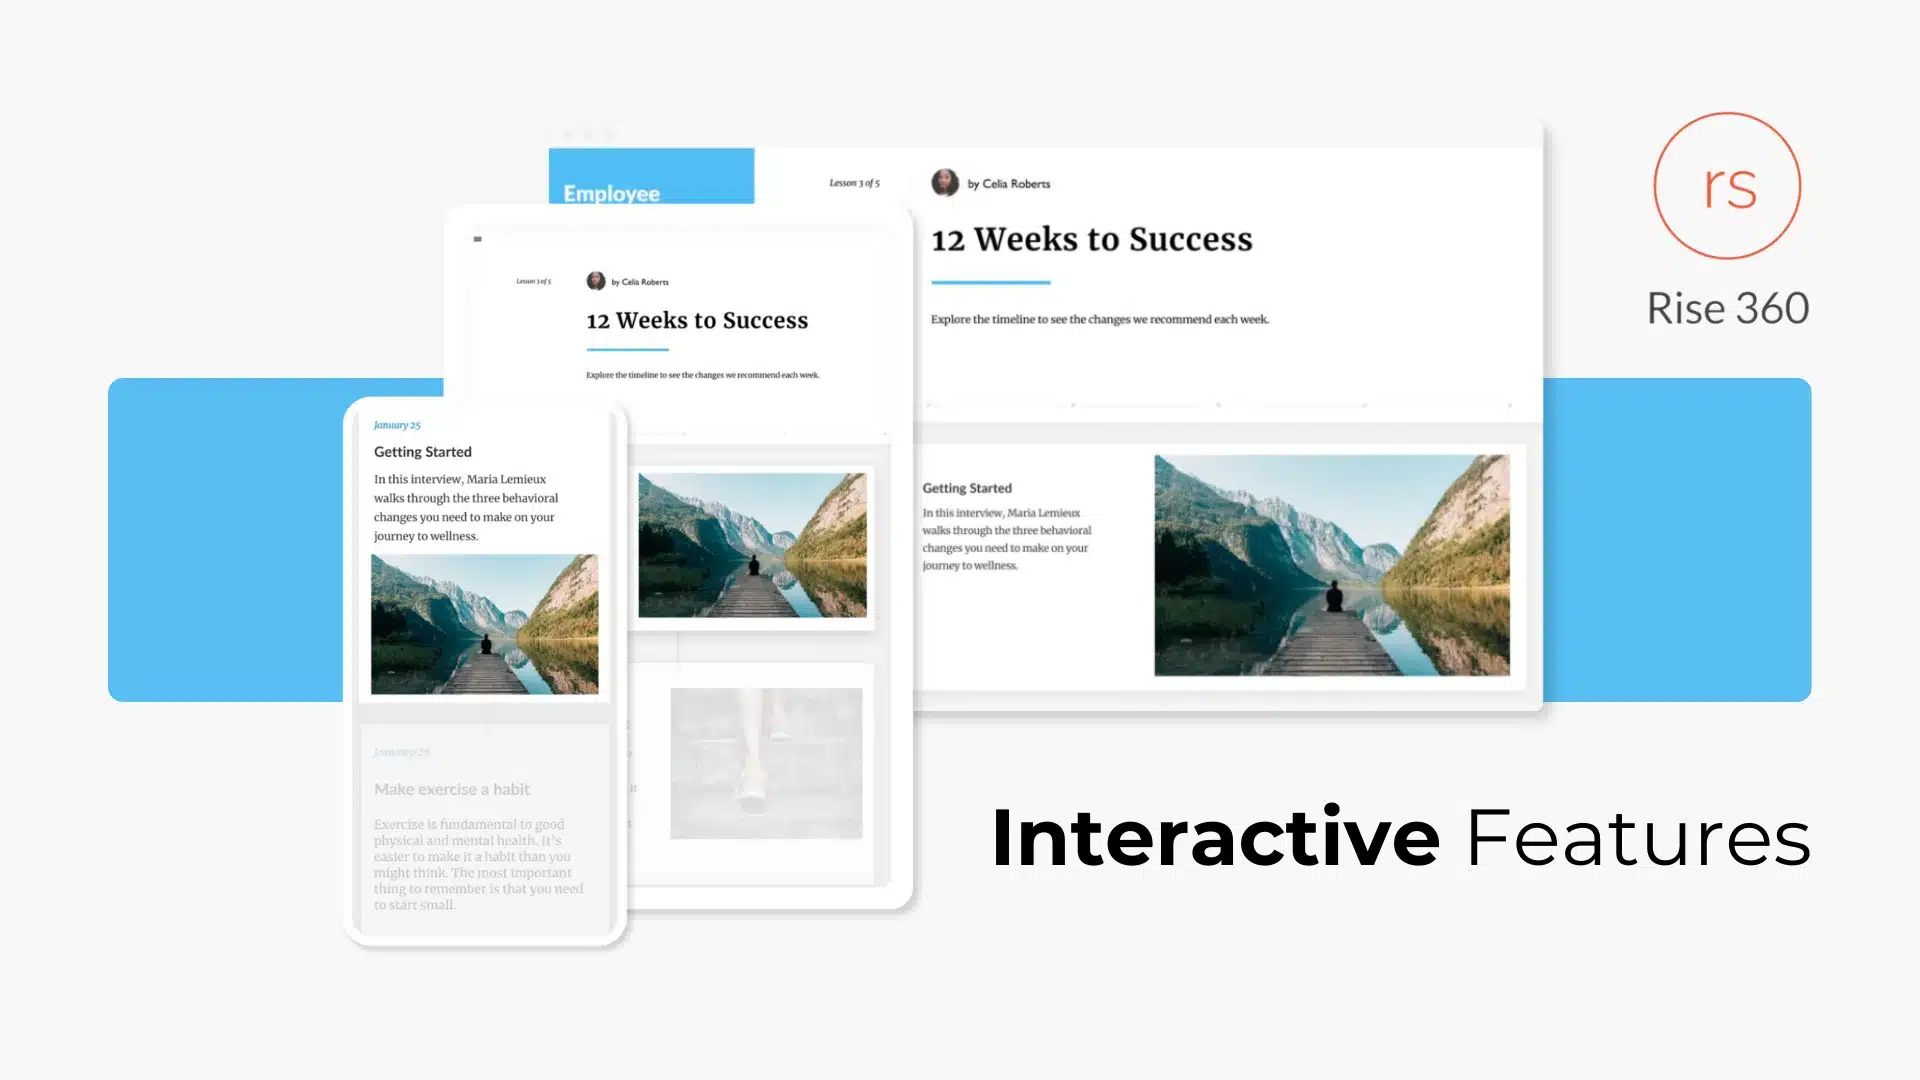 Employee
Lesson 3 of 5
by Celia Roberts
12 Weeks to Success
Explore the timeline to see the changes we recommend each week.
Getting Started
In this interview, Maria Lemieux
walks through the three behavioral
changes you need to make on your
journey to wellness.
Lesson 3 of 5
by Celia Roberts
12 Weeks to Success
Explore the timeline to see the changes we recommend each week.
it
January 25
Getting Started
In this interview, Maria Lemieux
walks through the three behavioral
changes you need to make on your
journey to wellness.
January 26
Make exercise a habit
Exercise is fundamental to good
physical and mental health. It's
easier to make it a habit than you
might think. The most important
thing to remember is that you need
to start small.
rs
Rise 360
Interactive Features